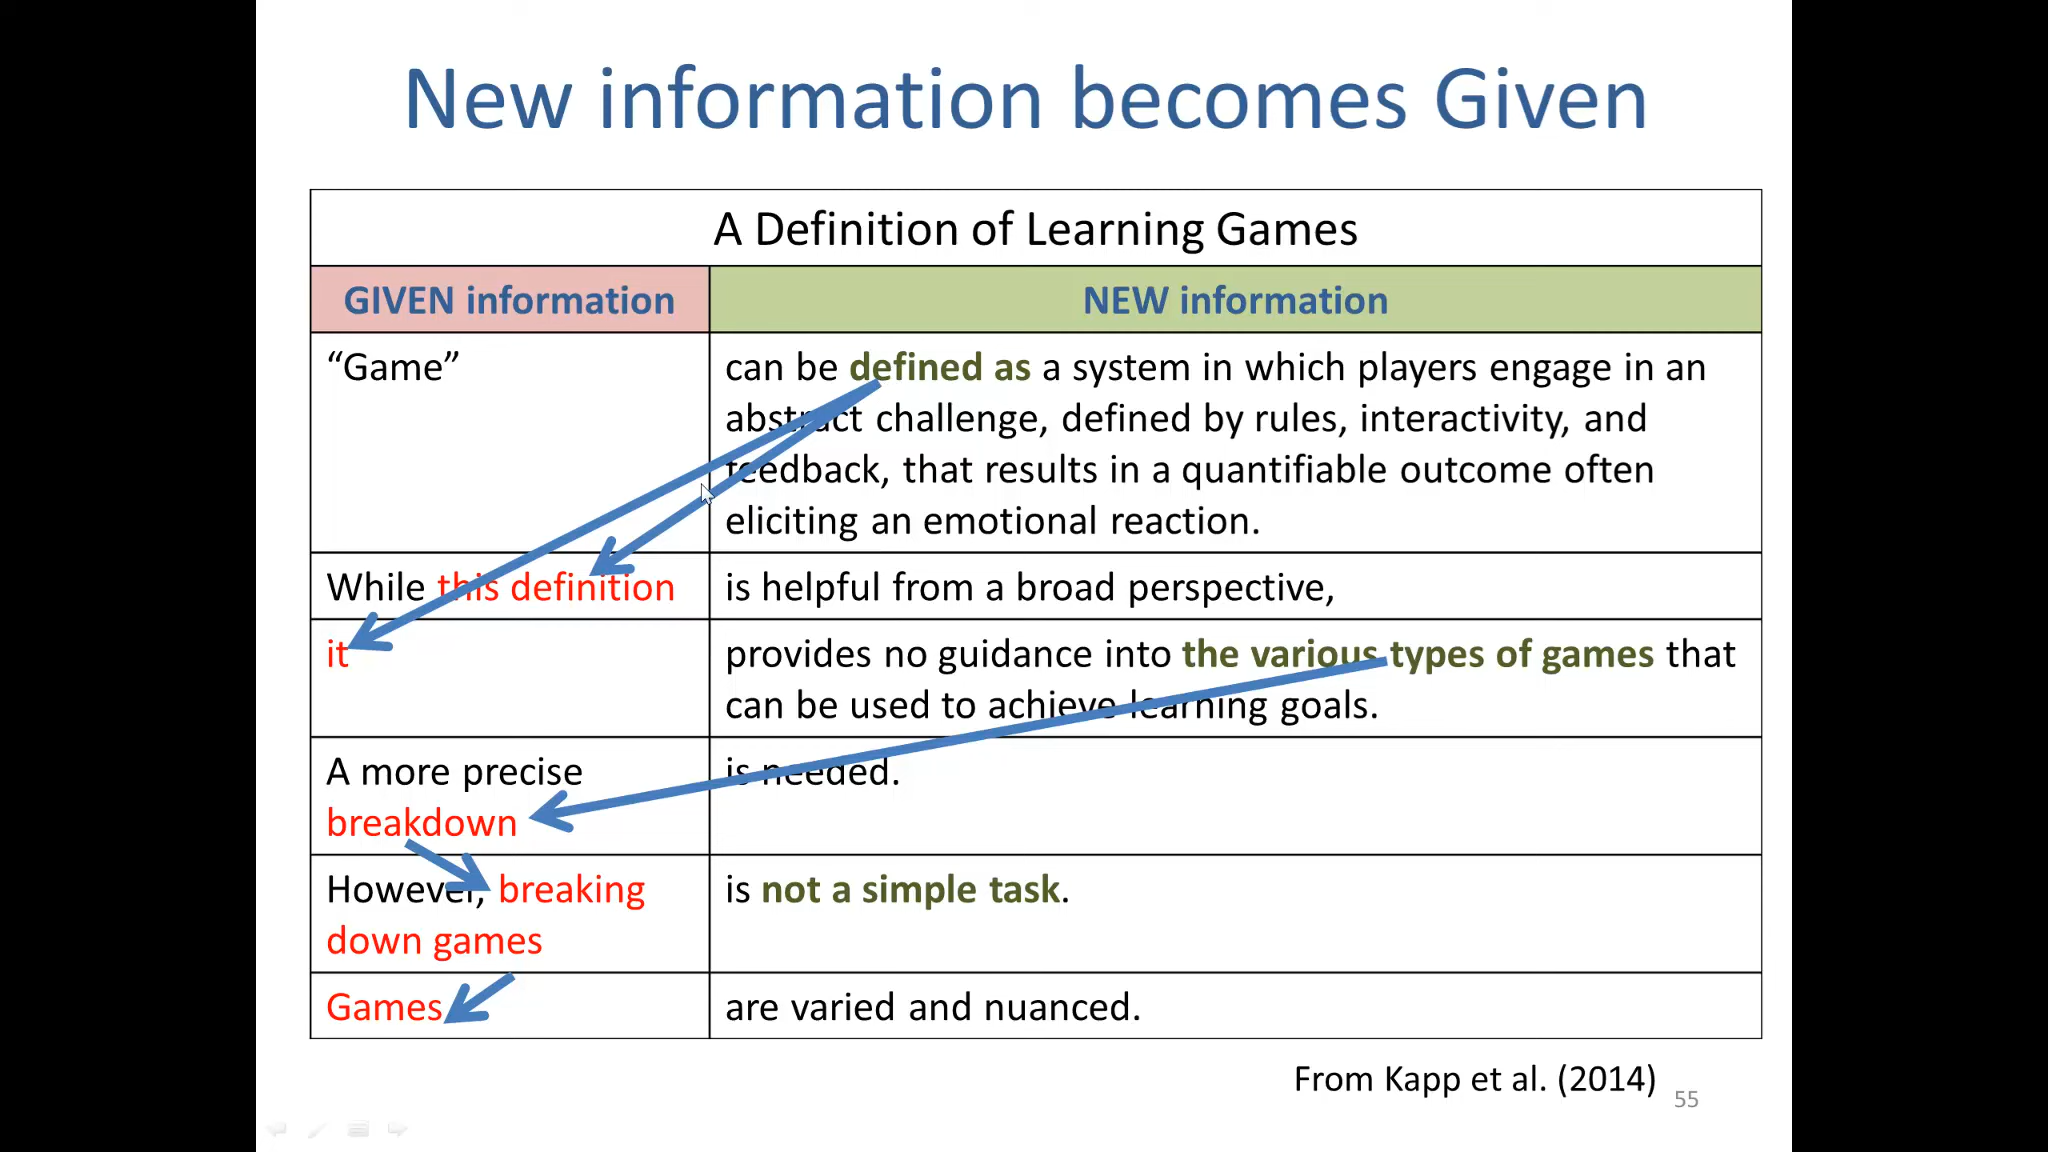 New information becomes Given
A Definition of Learning Games
GIVEN information
NEW information
“Game”
can be defined as a system in which players engage in an
abstract challenge, defined by rules, interactivity, and
feedback, that results in a quantifiable outcome often
eliciting an emotional reaction.
While this definition
is helpful from a broad perspective,
it
provides no guidance into the various types of games that
can be used to achieve learning goals.
A more precise
breakdown
is needed.
However, breaking
down games
is not a simple task.
Games
are varied and nuanced.
From Kapp et al. (2014)
55